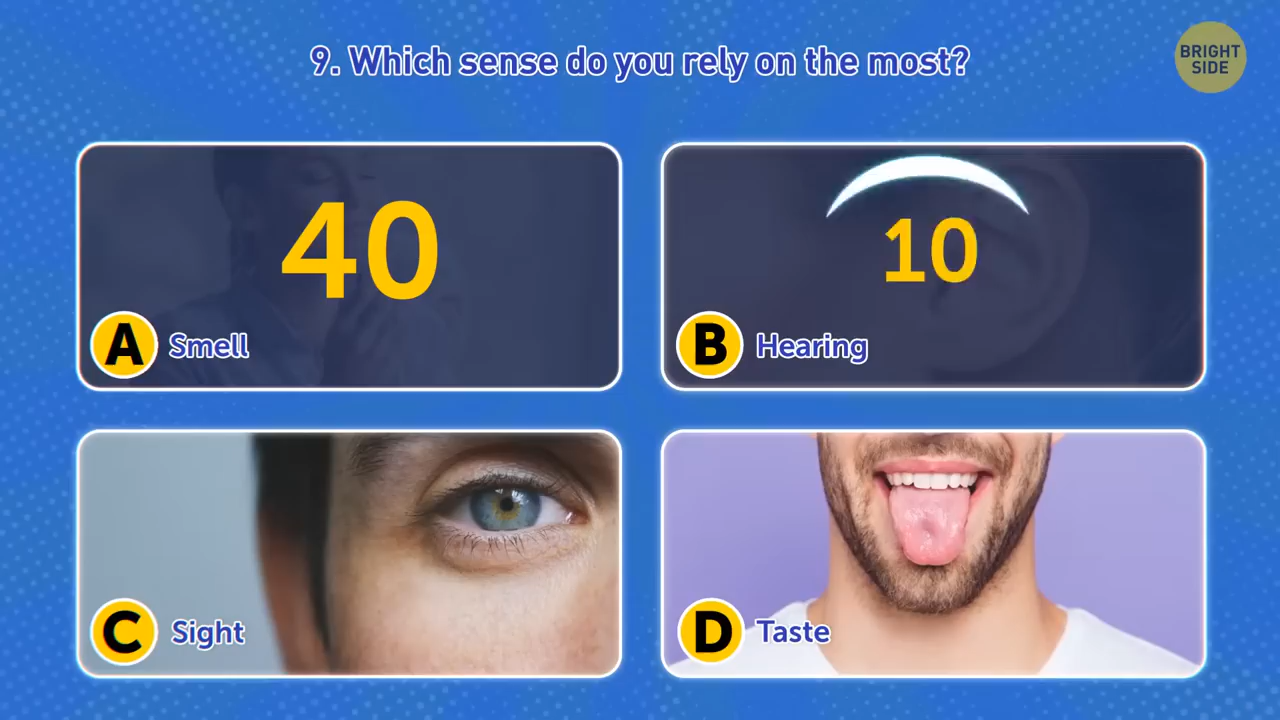 9. Which sense do you rely on the most?
BRIGHT
SIDE
40
A Smell
10
B Hearing
C Sight
D Taste